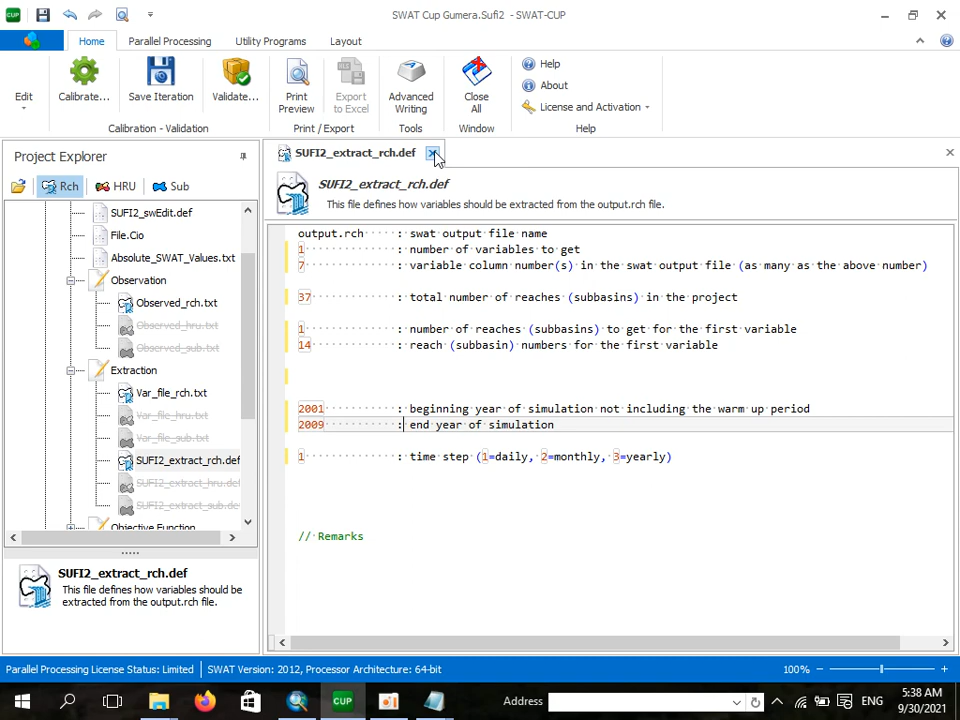 CUP
SWAT Cup Gumera.Sufi2 - SWAT-CUP
Home
Parallel Processing
Utility Programs
Layout
Edit
Calibrate...
Save Iteration
Validate...
Print Preview
Export to Excel
Advanced Writing
Close All
Help
About
License and Activation
Calibration - Validation
Print / Export
Tools
Window
Help
Project Explorer
Rch
HRU
Sub
SUFI2_swEdit.def
File.Cio
Absolute_SWAT_Values.txt
Observation
Observed_rch.txt
Observed_hru.txt
Observed_sub.txt
Extraction
Var_file_rch.txt
Var_file_hru.txt
Var_file_sub.txt
SUFI2_extract_rch.def
SUFI2_extract_hru.def
SUFI2_extract_sub.de
Objective Function
SUFI2_extract_rch.def
This file defines how variables should be extracted from the output.rch file.
SUFI2_extract_rch.def
SUFI2_extract_rch.def
This file defines how variables should be extracted from the output.rch file.
output.rch : swat output file name
1 : number of variables to get
7 : variable column number(s) in the swat output file (as many as the above number)
37 : total number of reaches (subbasins) in the project
1 : number of reaches (subbasins) to get for the first variable
14 : reach (subbasin) numbers for the first variable
2001 : beginning year of simulation not including the warm up period
2009 : end year of simulation
1 : time step (1=daily, 2=monthly, 3=yearly)
// Remarks
Parallel Processing License Status: Limited
SWAT Version: 2012, Processor Architecture: 64-bit
100%
CUP
Address
ENG
5:38 AM
9/30/2021